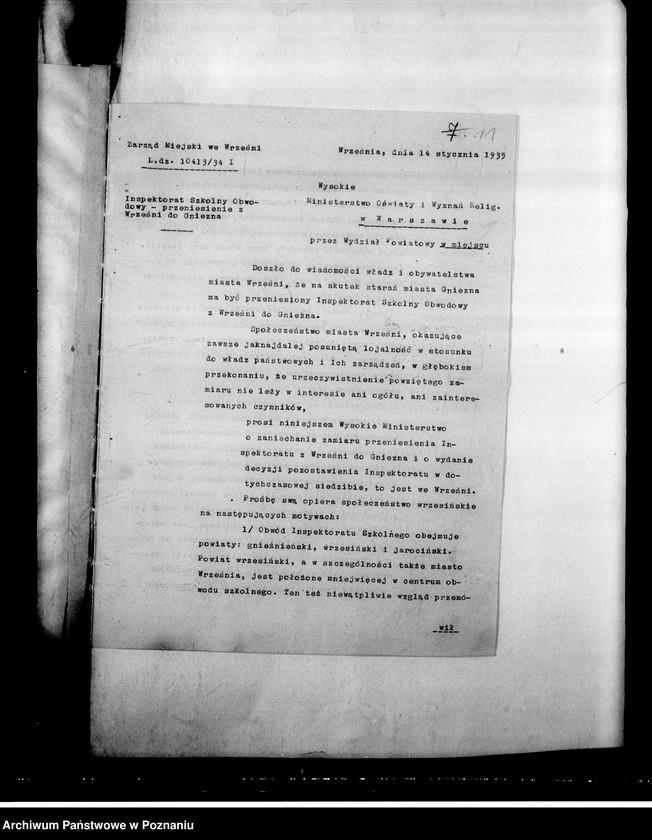 7. 11
Zarząd Miejski we Wrześni
L.dz. 10413/34 I
Września, dnia 14 stycznia 1935
Inspektorat Szkolny Obwo-
dowy - przeniesienie z
Wrześni do Gniezna
Wysokie
Ministerstwo Oświaty i Wyznań Relig.
w Warszawie
przez Wydział Powiatowy w miejscu
Doszło do wiadomości władz i obywatelstwa
miasta Wrześni, że na skutek starań miasta Gniezna
ma być przeniesiony Inspektorat Szkolny Obwodowy
z Wrześni do Gniezna.
Społeczeństwo miasta Wrześni, okazujące
zawsze jaknajdalej posuniętą lojalność w stosunku
do władz państwowych i Ich zarządzeń, w głębokiem
przekonaniu, że urzeczywistnienie powziętego za-
miaru nie leży w interesie ani ogółu, ani zaintere-
sowanych czynników,
prosi niniejszem Wysokie Ministerstwo
o zaniechanie zamiaru przeniesienia In-
spektoratu z Wrześni do Gniezna i o wydanie
decyzji pozostawienia Inspektoratu w do-
tychczasowej siedzibie, to jest we Wrześni.
Prośbę swą opiera społeczeństwo wrzesińskie
na następujących motywach:
1/ Obwód Inspektoratu Szkolnego obejmuje
powiaty: gnieźnieński, wrzesiński i jarociński.
Powiat wrzesiński, a w szczególności także miasto
Września, jest położone mniejwięcej w centrum ob-
wodu szkolnego. Ten też niewątpliwie wzgląd przemó-
wił
Archiwum Państwowe w Poznaniu